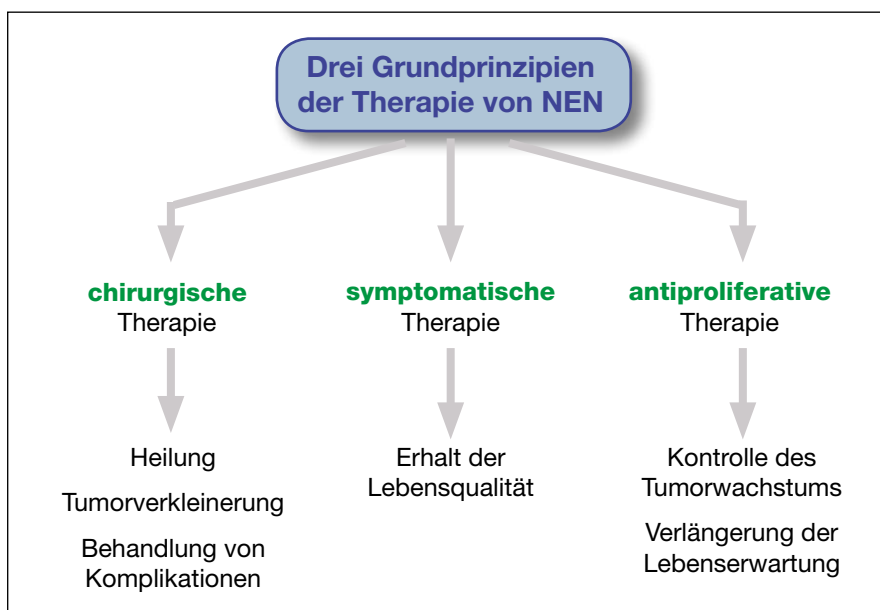 Drei Grundprinzipien
der Therapie von NEN
chirurgische
Therapie
symptomatische
Therapie
antiproliferative
Therapie
Heilung
Tumorverkleinerung
Behandlung von
Komplikationen
Erhalt der
Lebensqualität
Kontrolle des
Tumorwachstums
Verlängerung der
Lebenserwartung